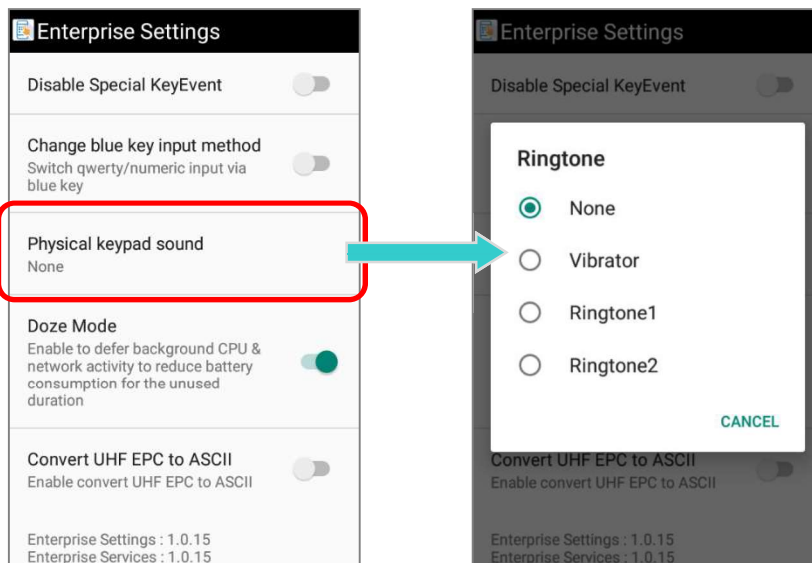 Enterprise Settings
Disable Special KeyEvent
Change blue key input method
Switch qwerty/numeric input via
blue key
Physical keypad sound
None
Doze Mode
Enable to defer background CPU &
network activity to reduce battery
consumption for the unused
duration
Convert UHF EPC to ASCII
Enable convert UHF EPC to ASCII
Enterprise Settings : 1.0.15
Enterprise Services : 1.0.15
Enterprise Settings
Disable Special KeyEvent
Ringtone
None
Vibrator
Ringtone1
Ringtone2
CANCEL
Convert UHF EPC to ASCII
Enable convert UHF EPC to ASCII
Enterprise Settings : 1.0.15
Enterprise Services : 1.0.15